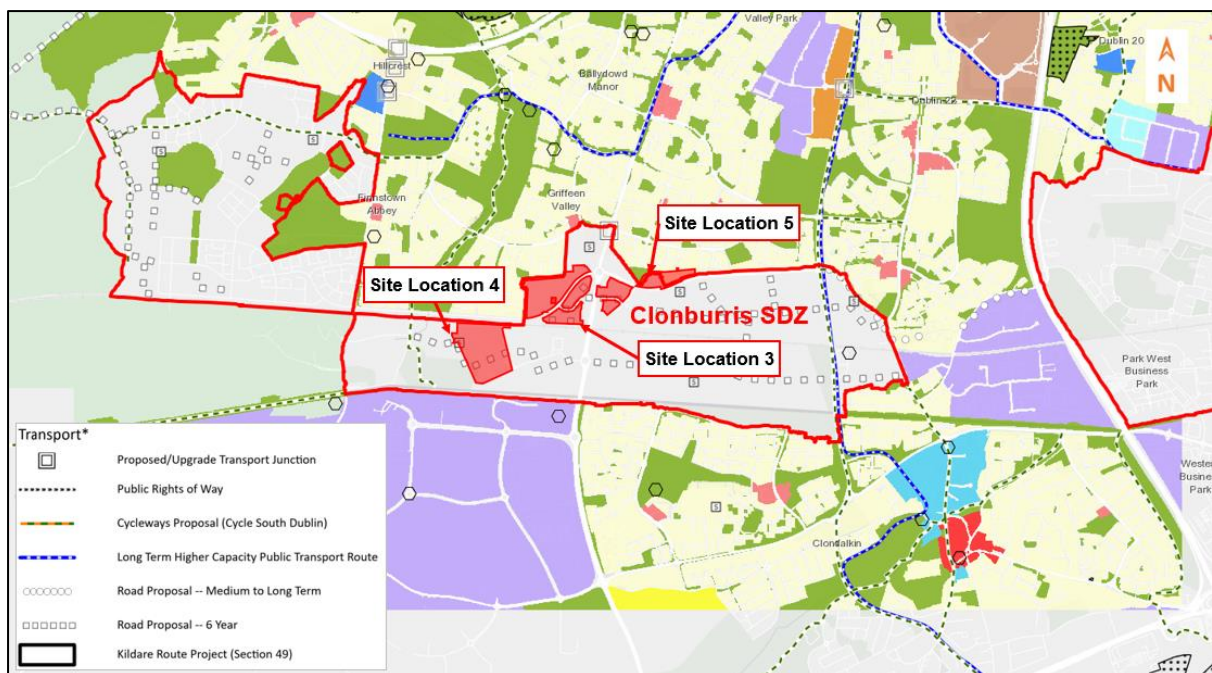 Valley Park
Dublin 20
N
Hillcrest
Ballydowd
Manor
Dublin 22
Finnstown
Abbey
Griffeen
Valley
Site Location 5
Site Location 4
Clonburris SDZ
Site Location 3
Park West
Business
Park
Transport*
Proposed/Upgrade Transport Junction
Public Rights of Way
Cycleways Proposal (Cycle South Dublin)
Long Term Higher Capacity Public Transport Route
Road Proposal -- Medium to Long Term
Road Proposal -- 6 Year
Kildare Route Project (Section 49)
Wester
Business
Park
Clondalkin